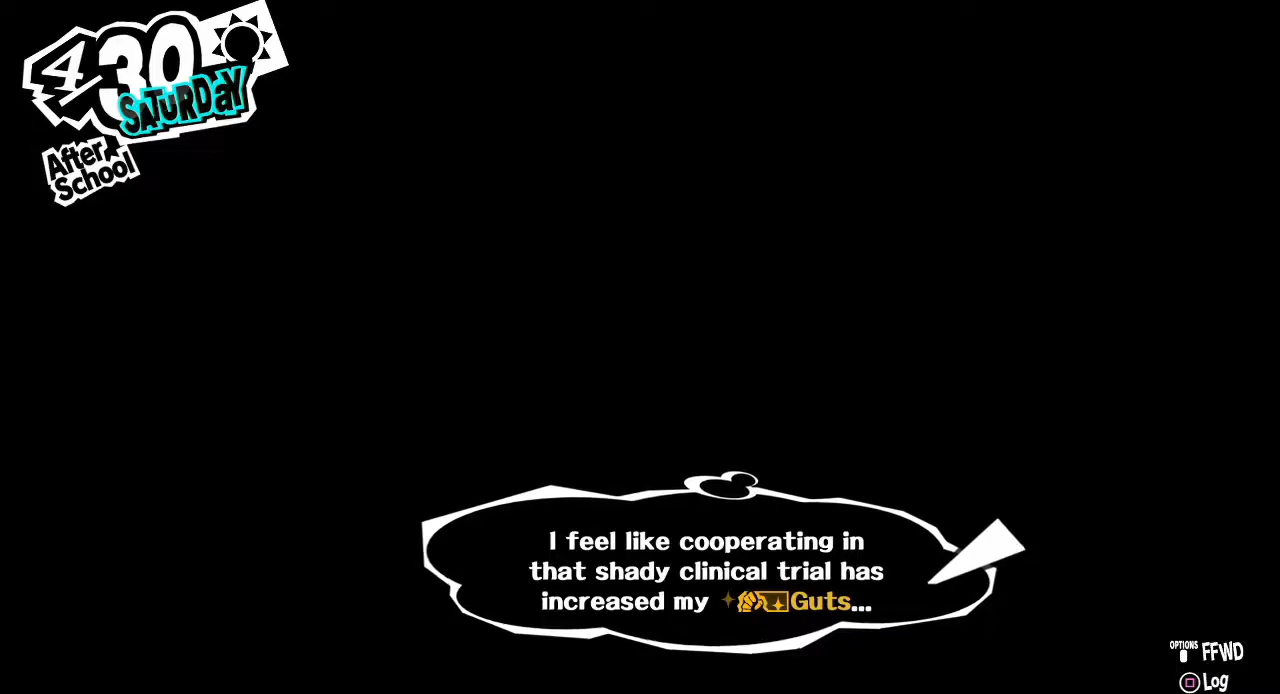 4 30
SATURDaY
After
School
I feel like cooperating in
that shady clinical trial has
increased my Guts...
OPTIONS FFWD
Log